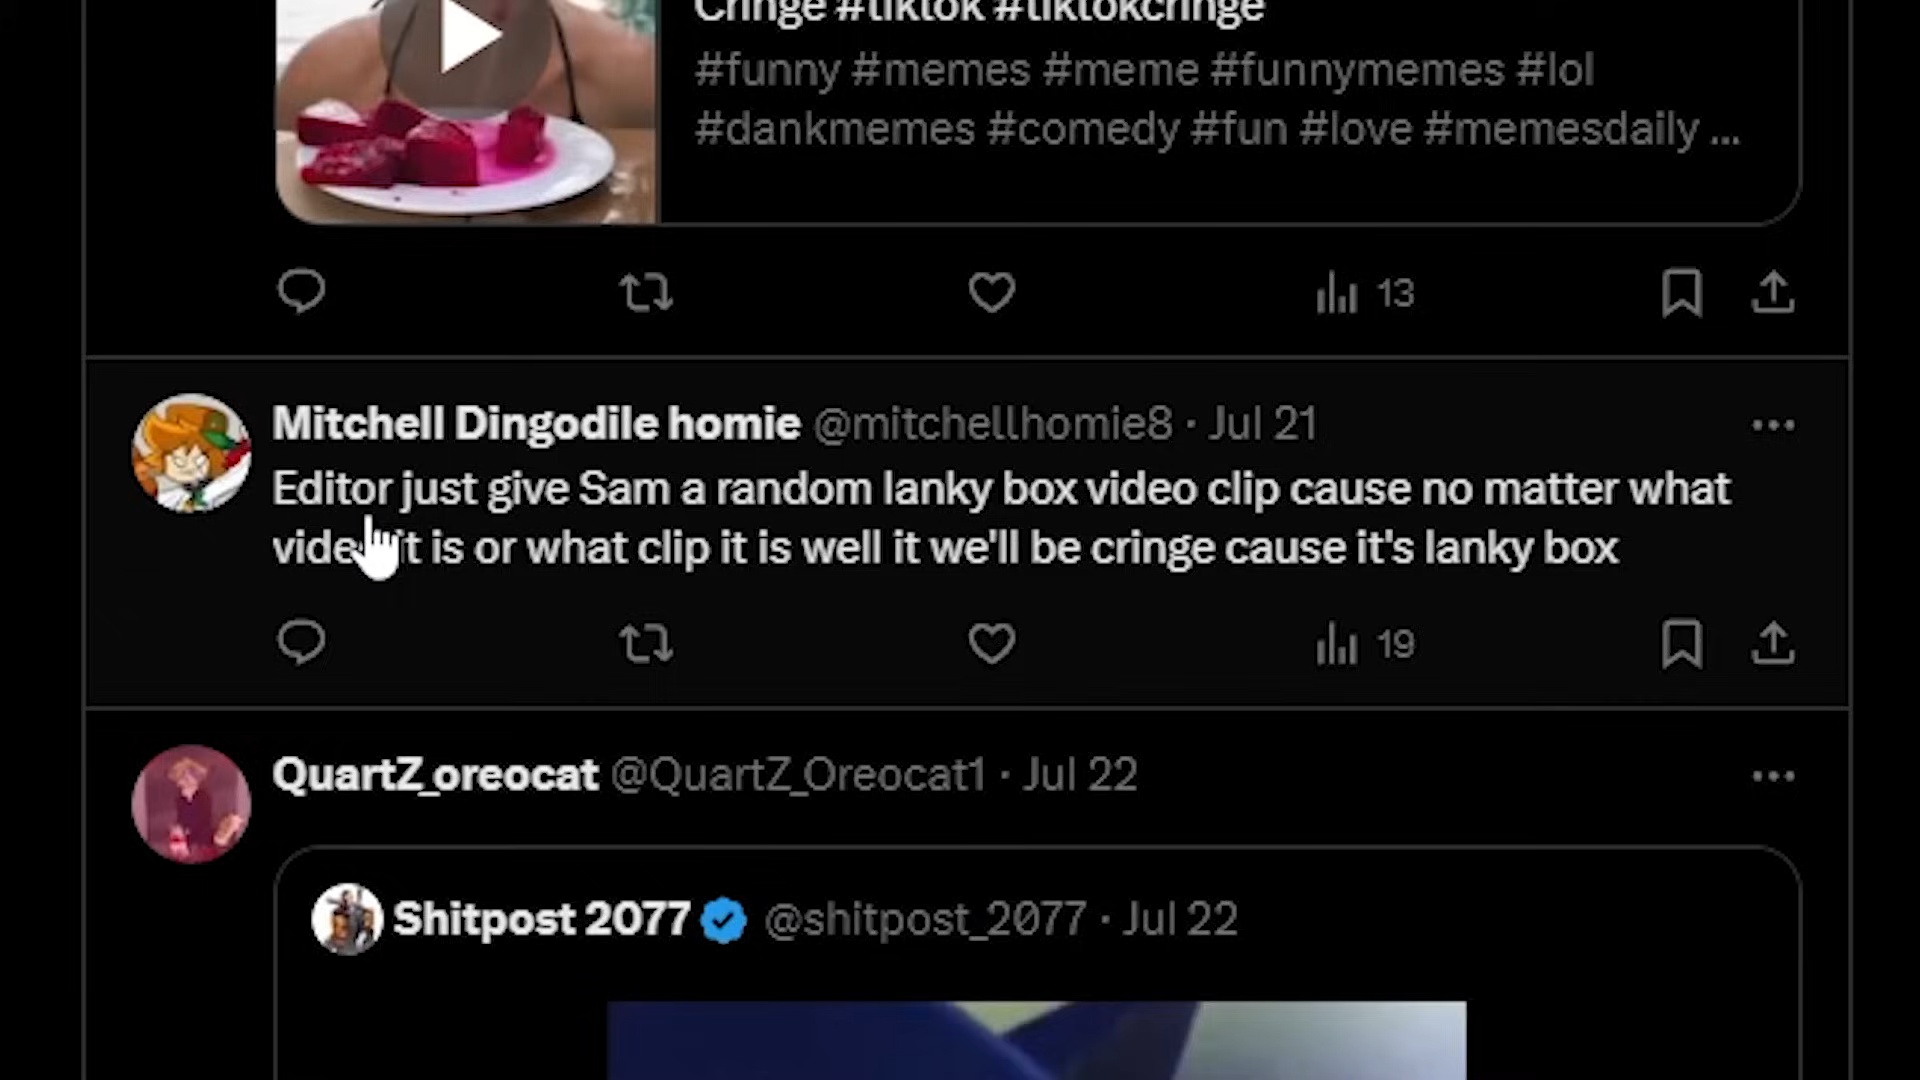 Cringe #tiktok #tiktokcringe
#funny #memes #meme #funnymemes #lol
#dankmemes #comedy #fun #love #memesdaily ...
13
Mitchell Dingodile homie @mitchellhomie8 · Jul 21
Editor just give Sam a random lanky box video clip cause no matter what
video it is or what clip it is well it we'll be cringe cause it's lanky box
19
QuartZ_oreocat @QuartZ_Oreocat1 · Jul 22
Shitpost 2077 @shitpost_2077 · Jul 22